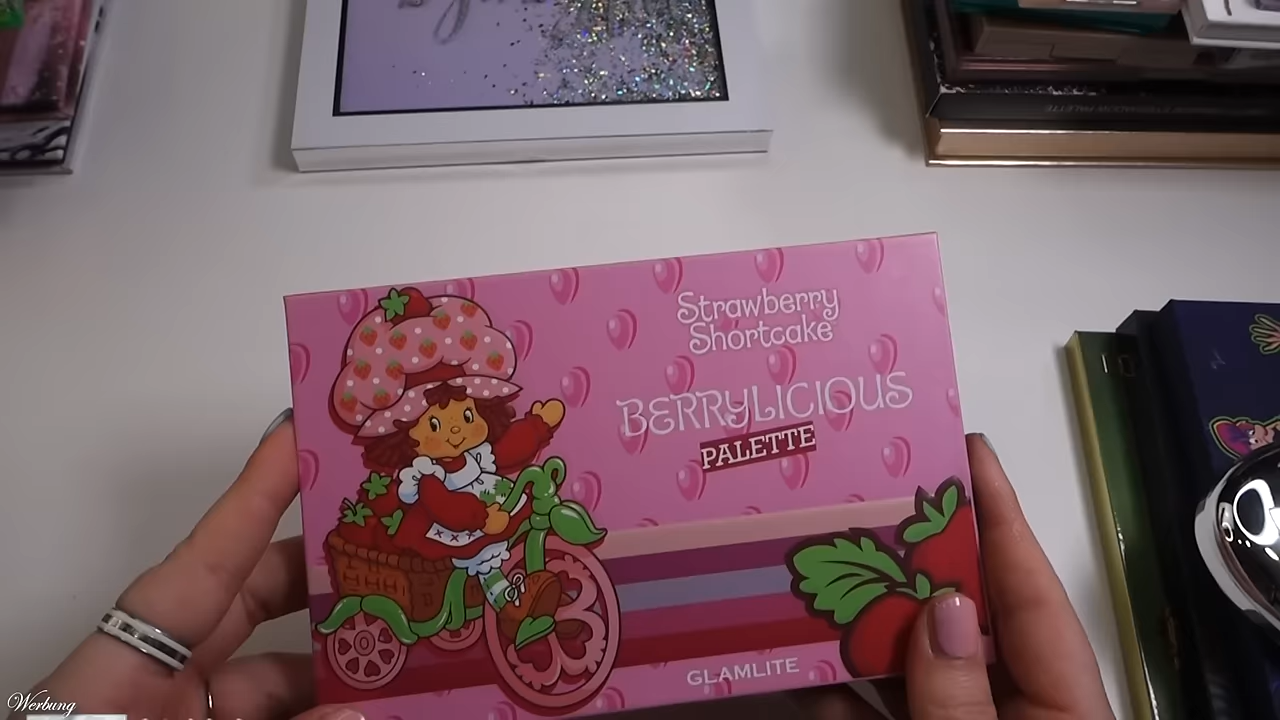 Strawberry
Shortcake
BERRYLICIOUS
PALETTE
GLAMLITE
Werbung